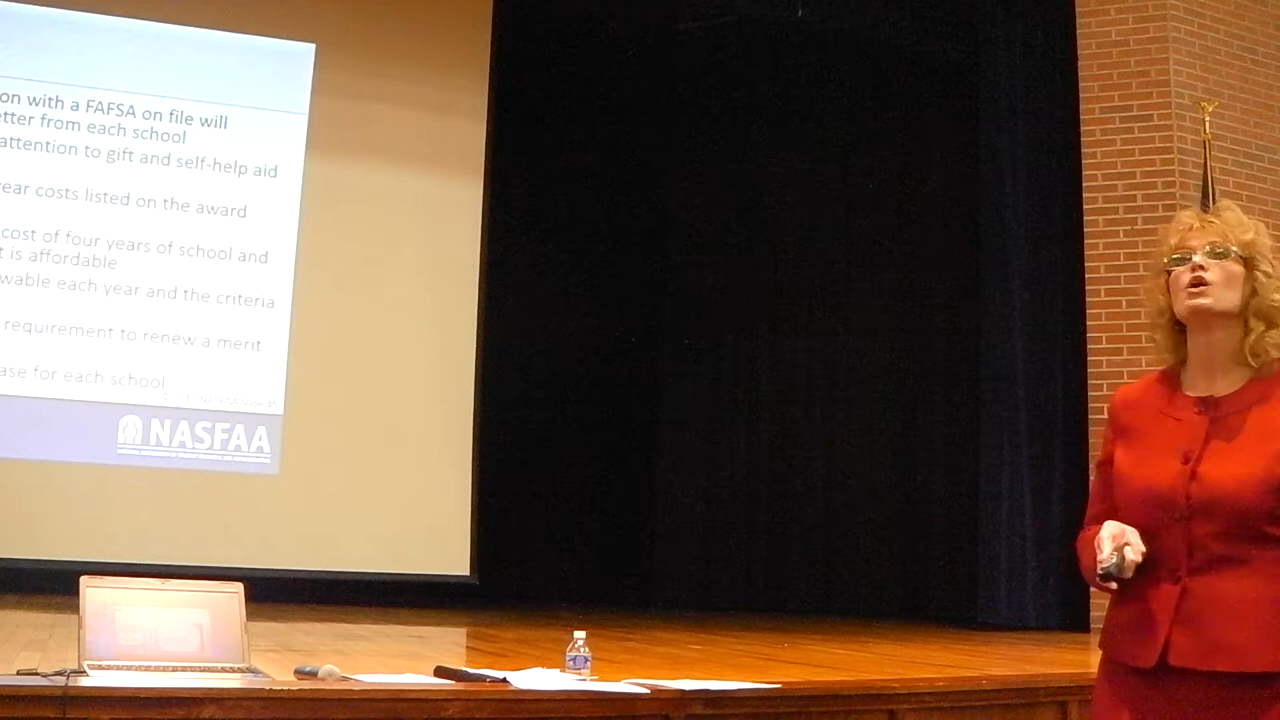 on with a FAFSA on file will
etter from each school
attention to gift and self-help aid
year costs listed on the award
cost of four years of school and
t is affordable
wable each year and the criteria
requirement to renew a merit
ase for each school
NASFAA